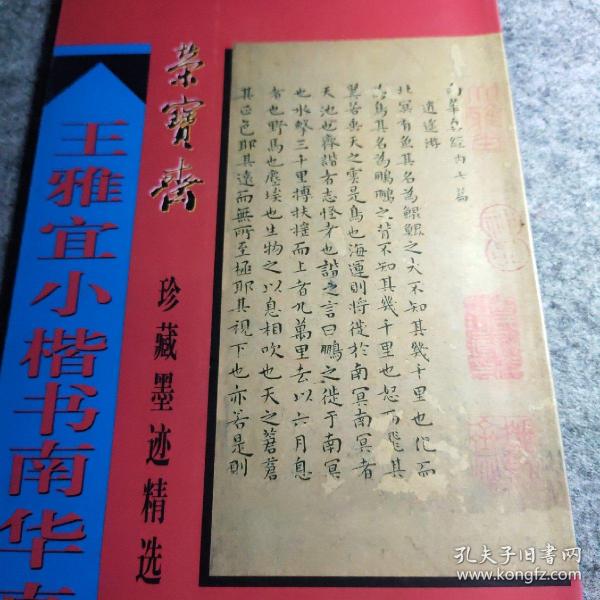 榮寶齋
珍藏墨迹精选
王雅宜小楷书南华
南華真經內七篇
逍遥游
北冥有魚其名為鯤鯤之大不知其幾千里也化而
為鳥其名為鵬鵬之背不知其幾千里也怒而飛其
翼若垂天之雲是鳥也海運則將徙於南冥南冥者
天池也齊諧者志怪者也諧之言曰鵬之徙于南冥
也水擊三千里摶扶搖而上者九萬里去以六月息
者也野馬也塵埃也生物之以息相吹也天之蒼蒼
其正色耶其遠而無所至極耶其視下也亦若是則
孔夫子旧书网
www.kongfz.com